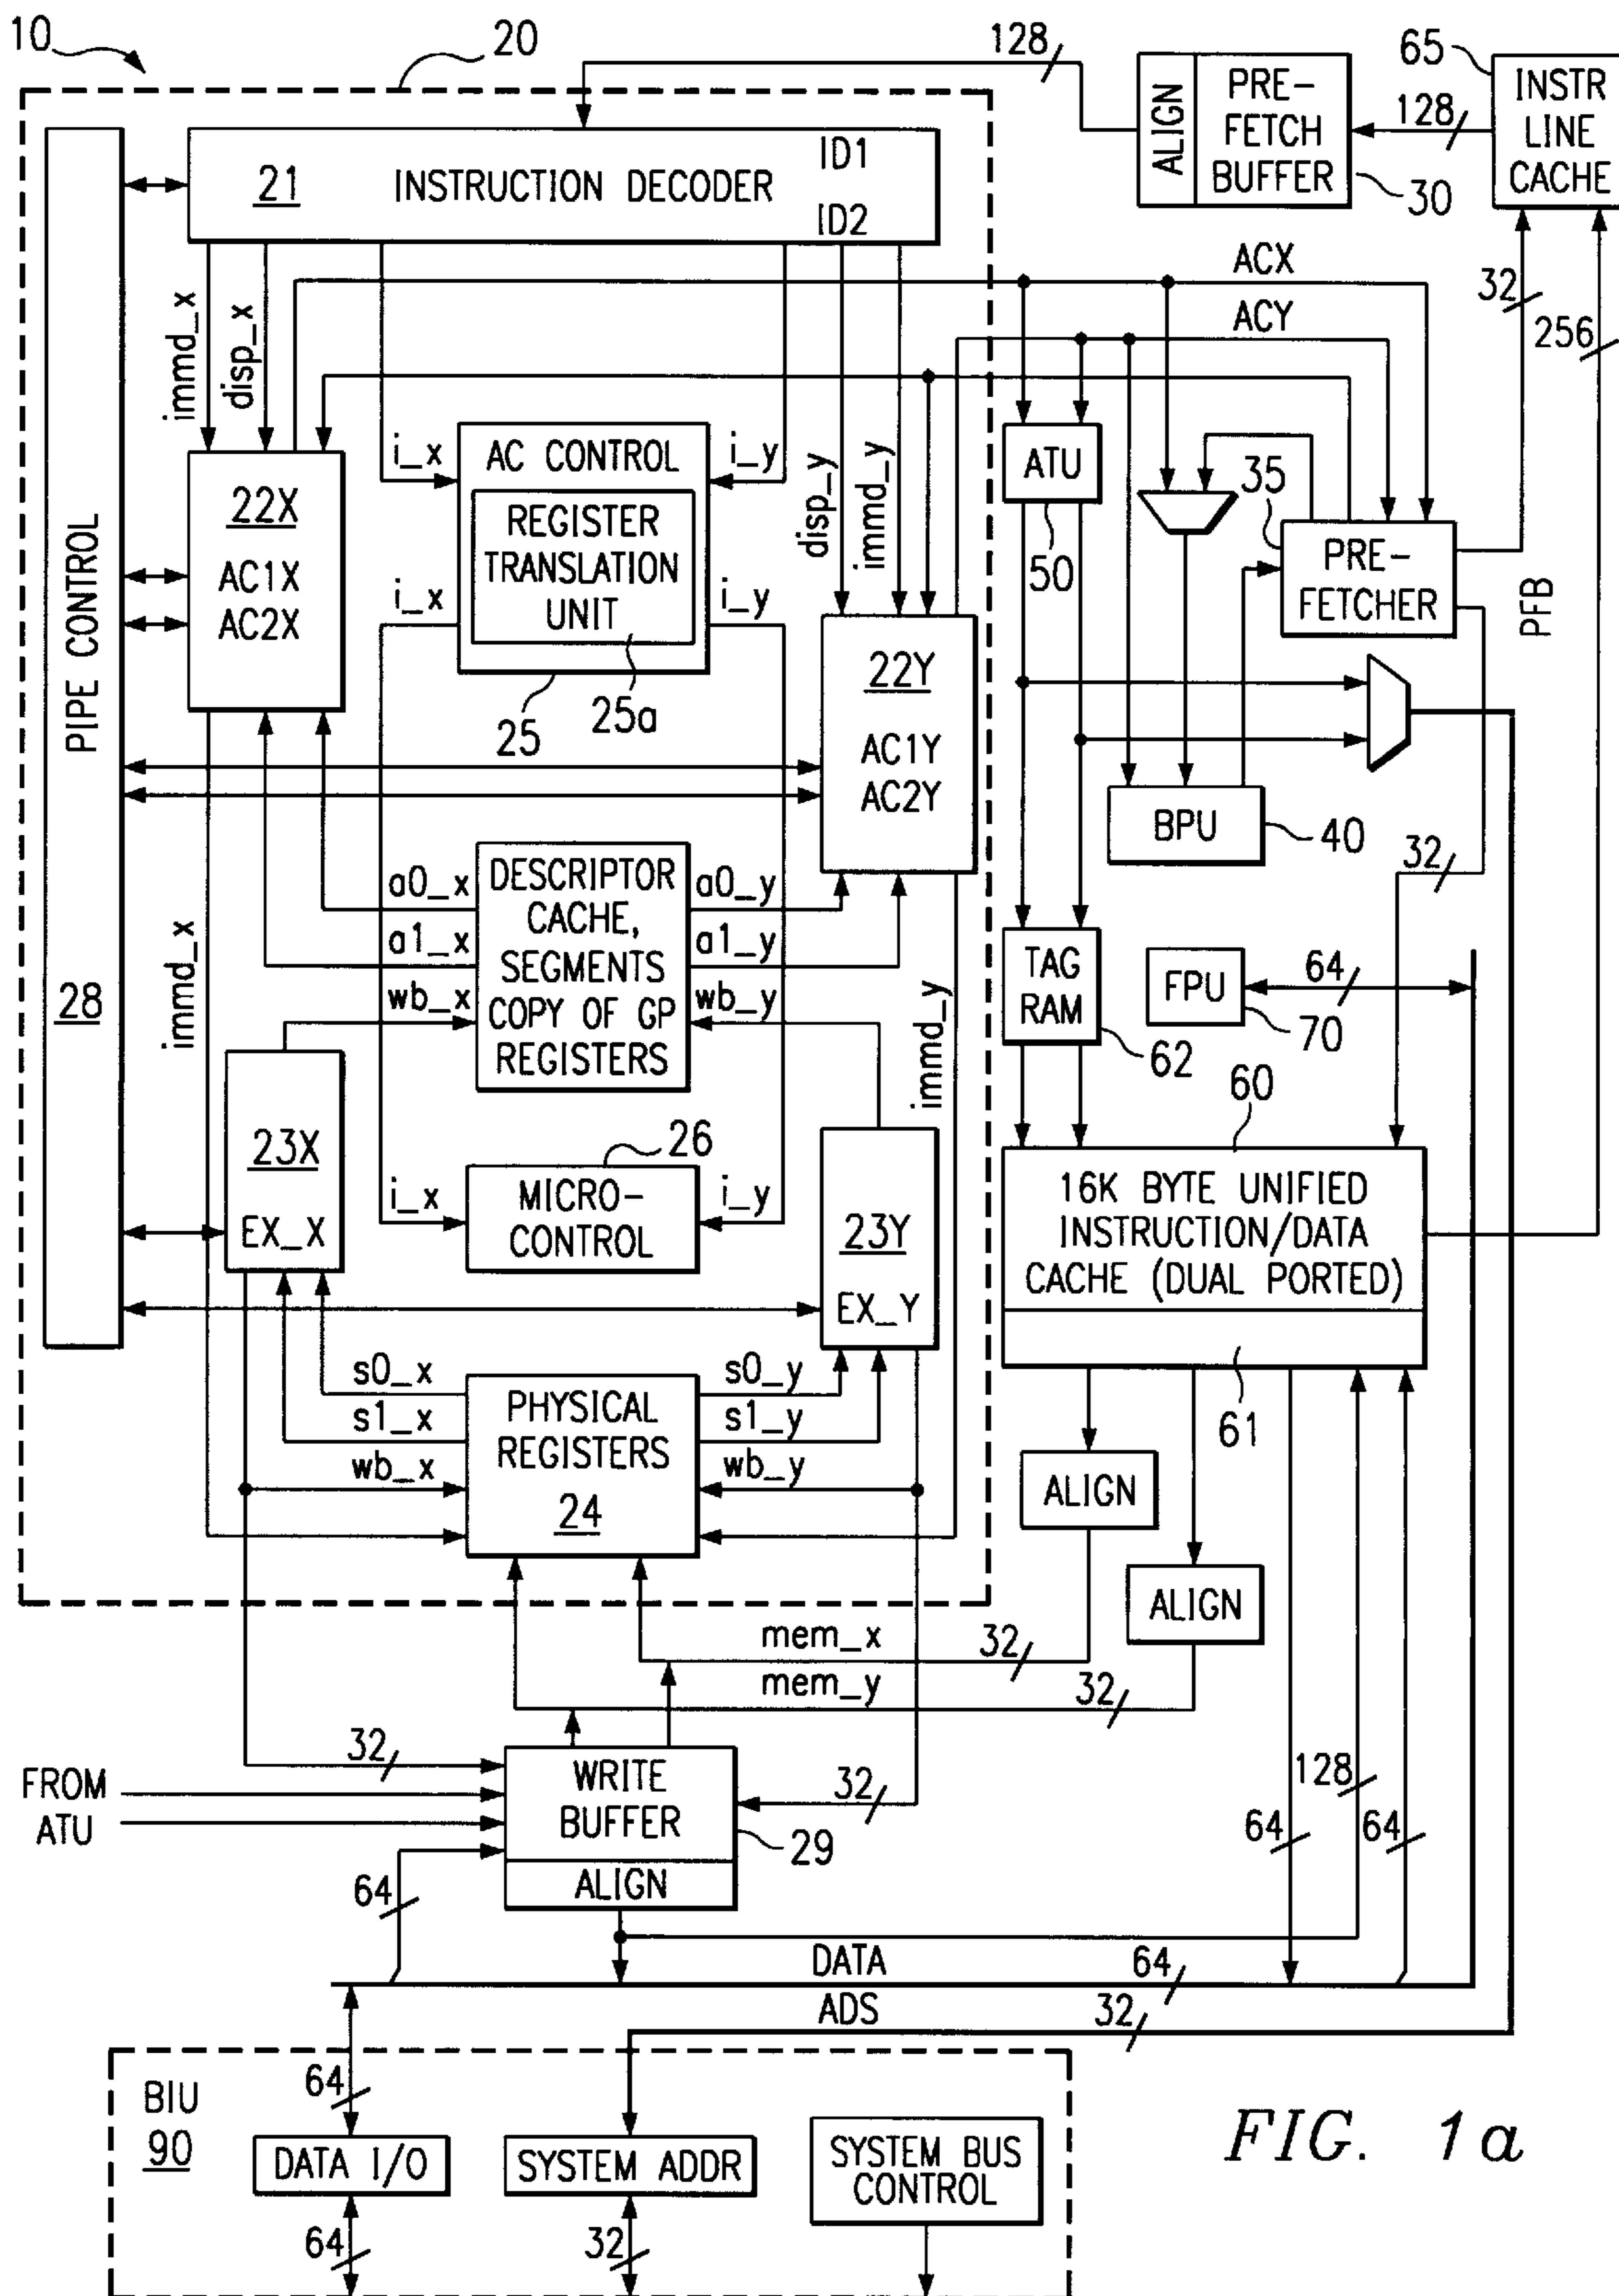 10
20
128
65
INSTR
LINE
CACHE
ALIGN
PRE-
FETCH
BUFFER
128
30
21
INSTRUCTION DECODER
ID1
ID2
immd_x
disp_x
ACX
ACY
32
256
i_x
AC CONTROL
i_y
disp_y
immd_y
ATU
50
35
PRE-
FETCHER
PFB
22X
AC1X
AC2X
REGISTER
TRANSLATION
UNIT
i_x
i_y
25
25a
22Y
AC1Y
AC2Y
PIPE CONTROL
28
BPU
40
32
a0_x
a1_x
wb_x
DESCRIPTOR
CACHE,
SEGMENTS
COPY OF GP
REGISTERS
a0_y
a1_y
wb_y
immd_x
immd_y
TAG
RAM
62
FPU
70
64
23X
EX_X
26
MICRO-
CONTROL
i_x
i_y
23Y
EX_Y
60
16K BYTE UNIFIED
INSTRUCTION/DATA
CACHE (DUAL PORTED)
61
s0_x
s1_x
wb_x
PHYSICAL
REGISTERS
24
s0_y
s1_y
wb_y
ALIGN
ALIGN
mem_x
32
mem_y
32
32
FROM
ATU
WRITE
BUFFER
ALIGN
29
32
64
128
64
64
DATA
64
ADS
32
BIU
90
64
DATA I/O
64
SYSTEM ADDR
32
SYSTEM BUS
CONTROL
FIG. 1a